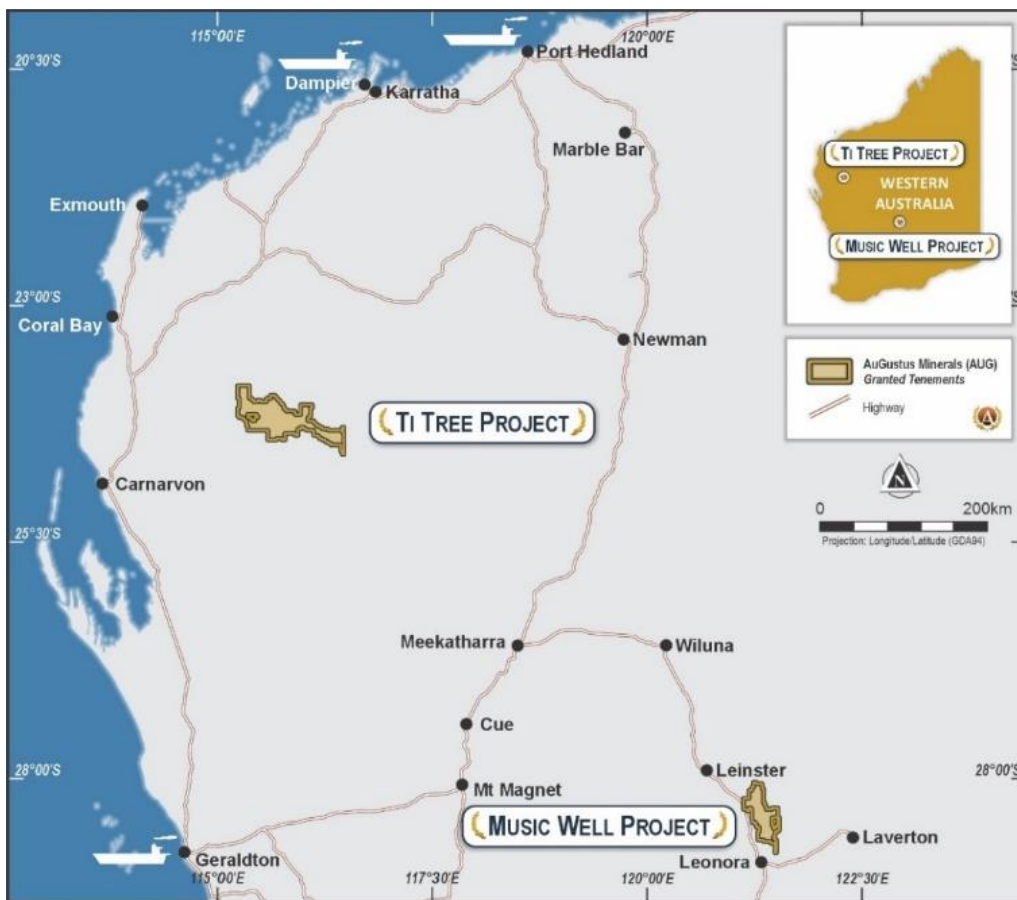 115°00'E
120°00'E
20°30'S
Port Hedland
Dampier
Karratha
Marble Bar
Exmouth
TI TREE PROJECT
WESTERN
AUSTRALIA
MUSIC WELL PROJECT
23°00'S
Coral Bay
Newman
AUGUSTUS MINERALS (AUG)
Granted Tenements
Highway
A
TI TREE PROJECT
Carnarvon
N
0
200km
Projection: Longitude/Latitude (GDA94)
25°30'S
Meekatharra
Wiluna
Cue
28°00'S
Leinster
28°00'S
Mt Magnet
MUSIC WELL PROJECT
Laverton
Geraldton
Leonora
115°00'E
117°30'E
120°00'E
122°30'E